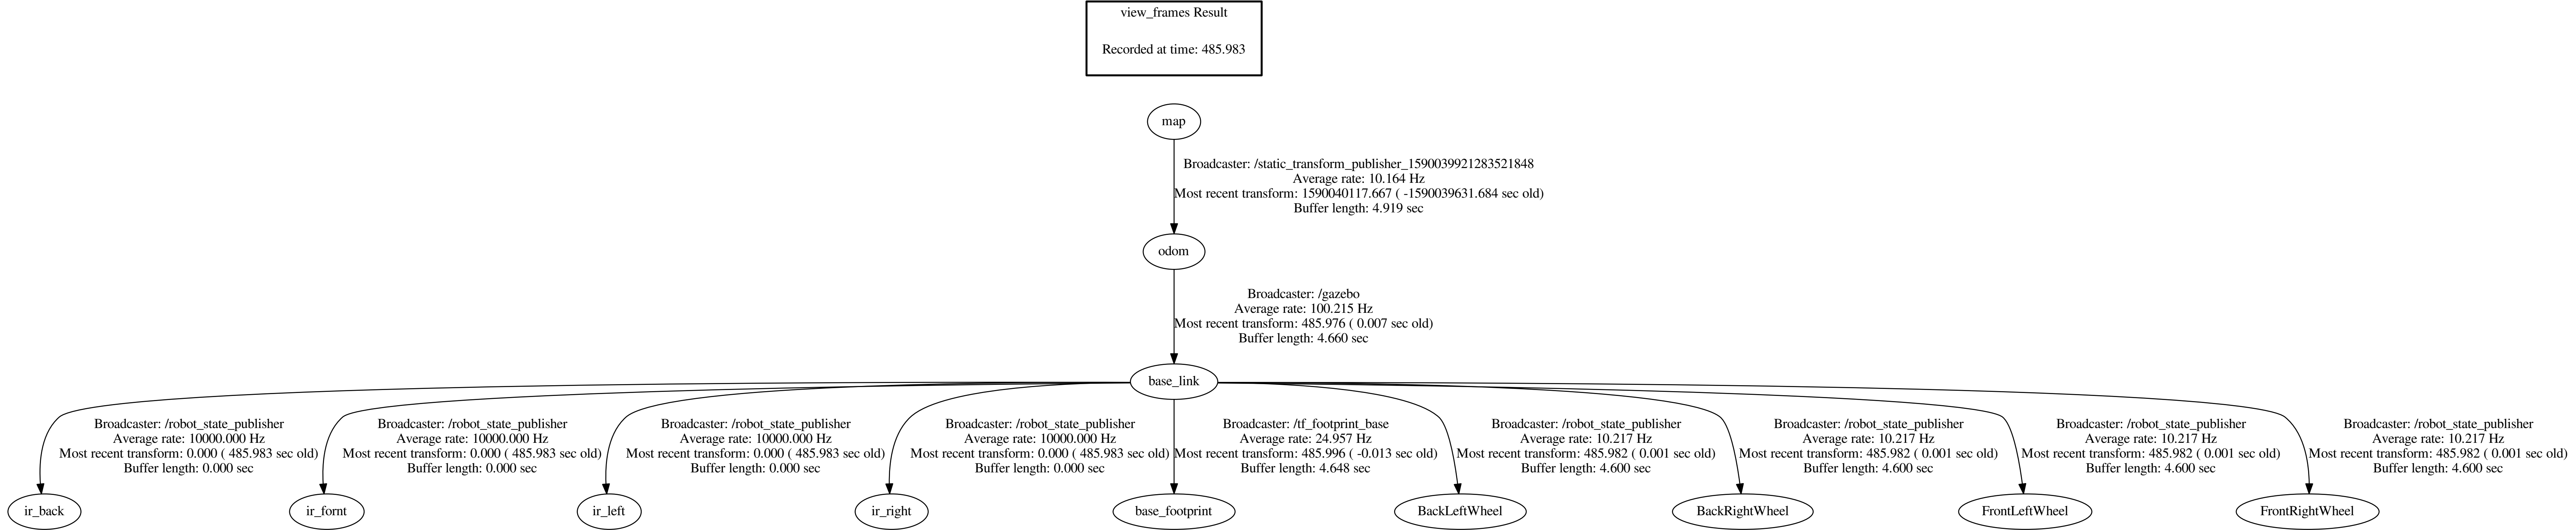 view_frames Result
Recorded at time: 485.983
map
Broadcaster: /static_transform_publisher_1590039921283521848
Average rate: 10.164 Hz
Most recent transform: 1590040117.667 ( -1590039631.684 sec old)
Buffer length: 4.919 sec
odom
Broadcaster: /gazebo
Average rate: 100.215 Hz
Most recent transform: 485.976 ( 0.007 sec old)
Buffer length: 4.660 sec
base_link
Broadcaster: /robot_state_publisher
Average rate: 10000.000 Hz
Most recent transform: 0.000 ( 485.983 sec old)
Buffer length: 0.000 sec
Broadcaster: /robot_state_publisher
Average rate: 10000.000 Hz
Most recent transform: 0.000 ( 485.983 sec old)
Buffer length: 0.000 sec
Broadcaster: /robot_state_publisher
Average rate: 10000.000 Hz
Most recent transform: 0.000 ( 485.983 sec old)
Buffer length: 0.000 sec
Broadcaster: /robot_state_publisher
Average rate: 10000.000 Hz
Most recent transform: 0.000 ( 485.983 sec old)
Buffer length: 0.000 sec
Broadcaster: /tf_footprint_base
Average rate: 24.957 Hz
Most recent transform: 485.996 ( -0.013 sec old)
Buffer length: 4.648 sec
Broadcaster: /robot_state_publisher
Average rate: 10.217 Hz
Most recent transform: 485.982 ( 0.001 sec old)
Buffer length: 4.600 sec
Broadcaster: /robot_state_publisher
Average rate: 10.217 Hz
Most recent transform: 485.982 ( 0.001 sec old)
Buffer length: 4.600 sec
Broadcaster: /robot_state_publisher
Average rate: 10.217 Hz
Most recent transform: 485.982 ( 0.001 sec old)
Buffer length: 4.600 sec
Broadcaster: /robot_state_publisher
Average rate: 10.217 Hz
Most recent transform: 485.982 ( 0.001 sec old)
Buffer length: 4.600 sec
ir_back
ir_fornt
ir_left
ir_right
base_footprint
BackLeftWheel
BackRightWheel
FrontLeftWheel
FrontRightWheel